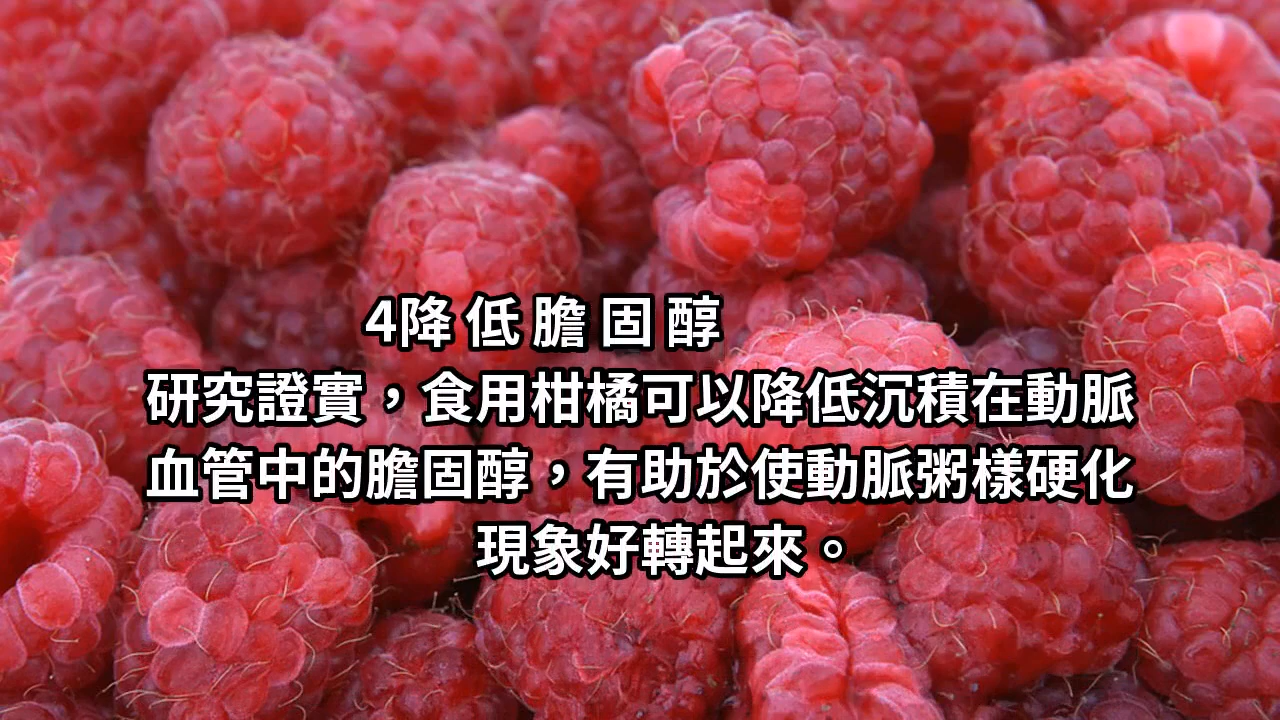 4降 低 膽 固 醇
研究證實，食用柑橘可以降低沉積在動脈
血管中的膽固醇，有助於使動脈粥樣硬化
現象好轉起來。